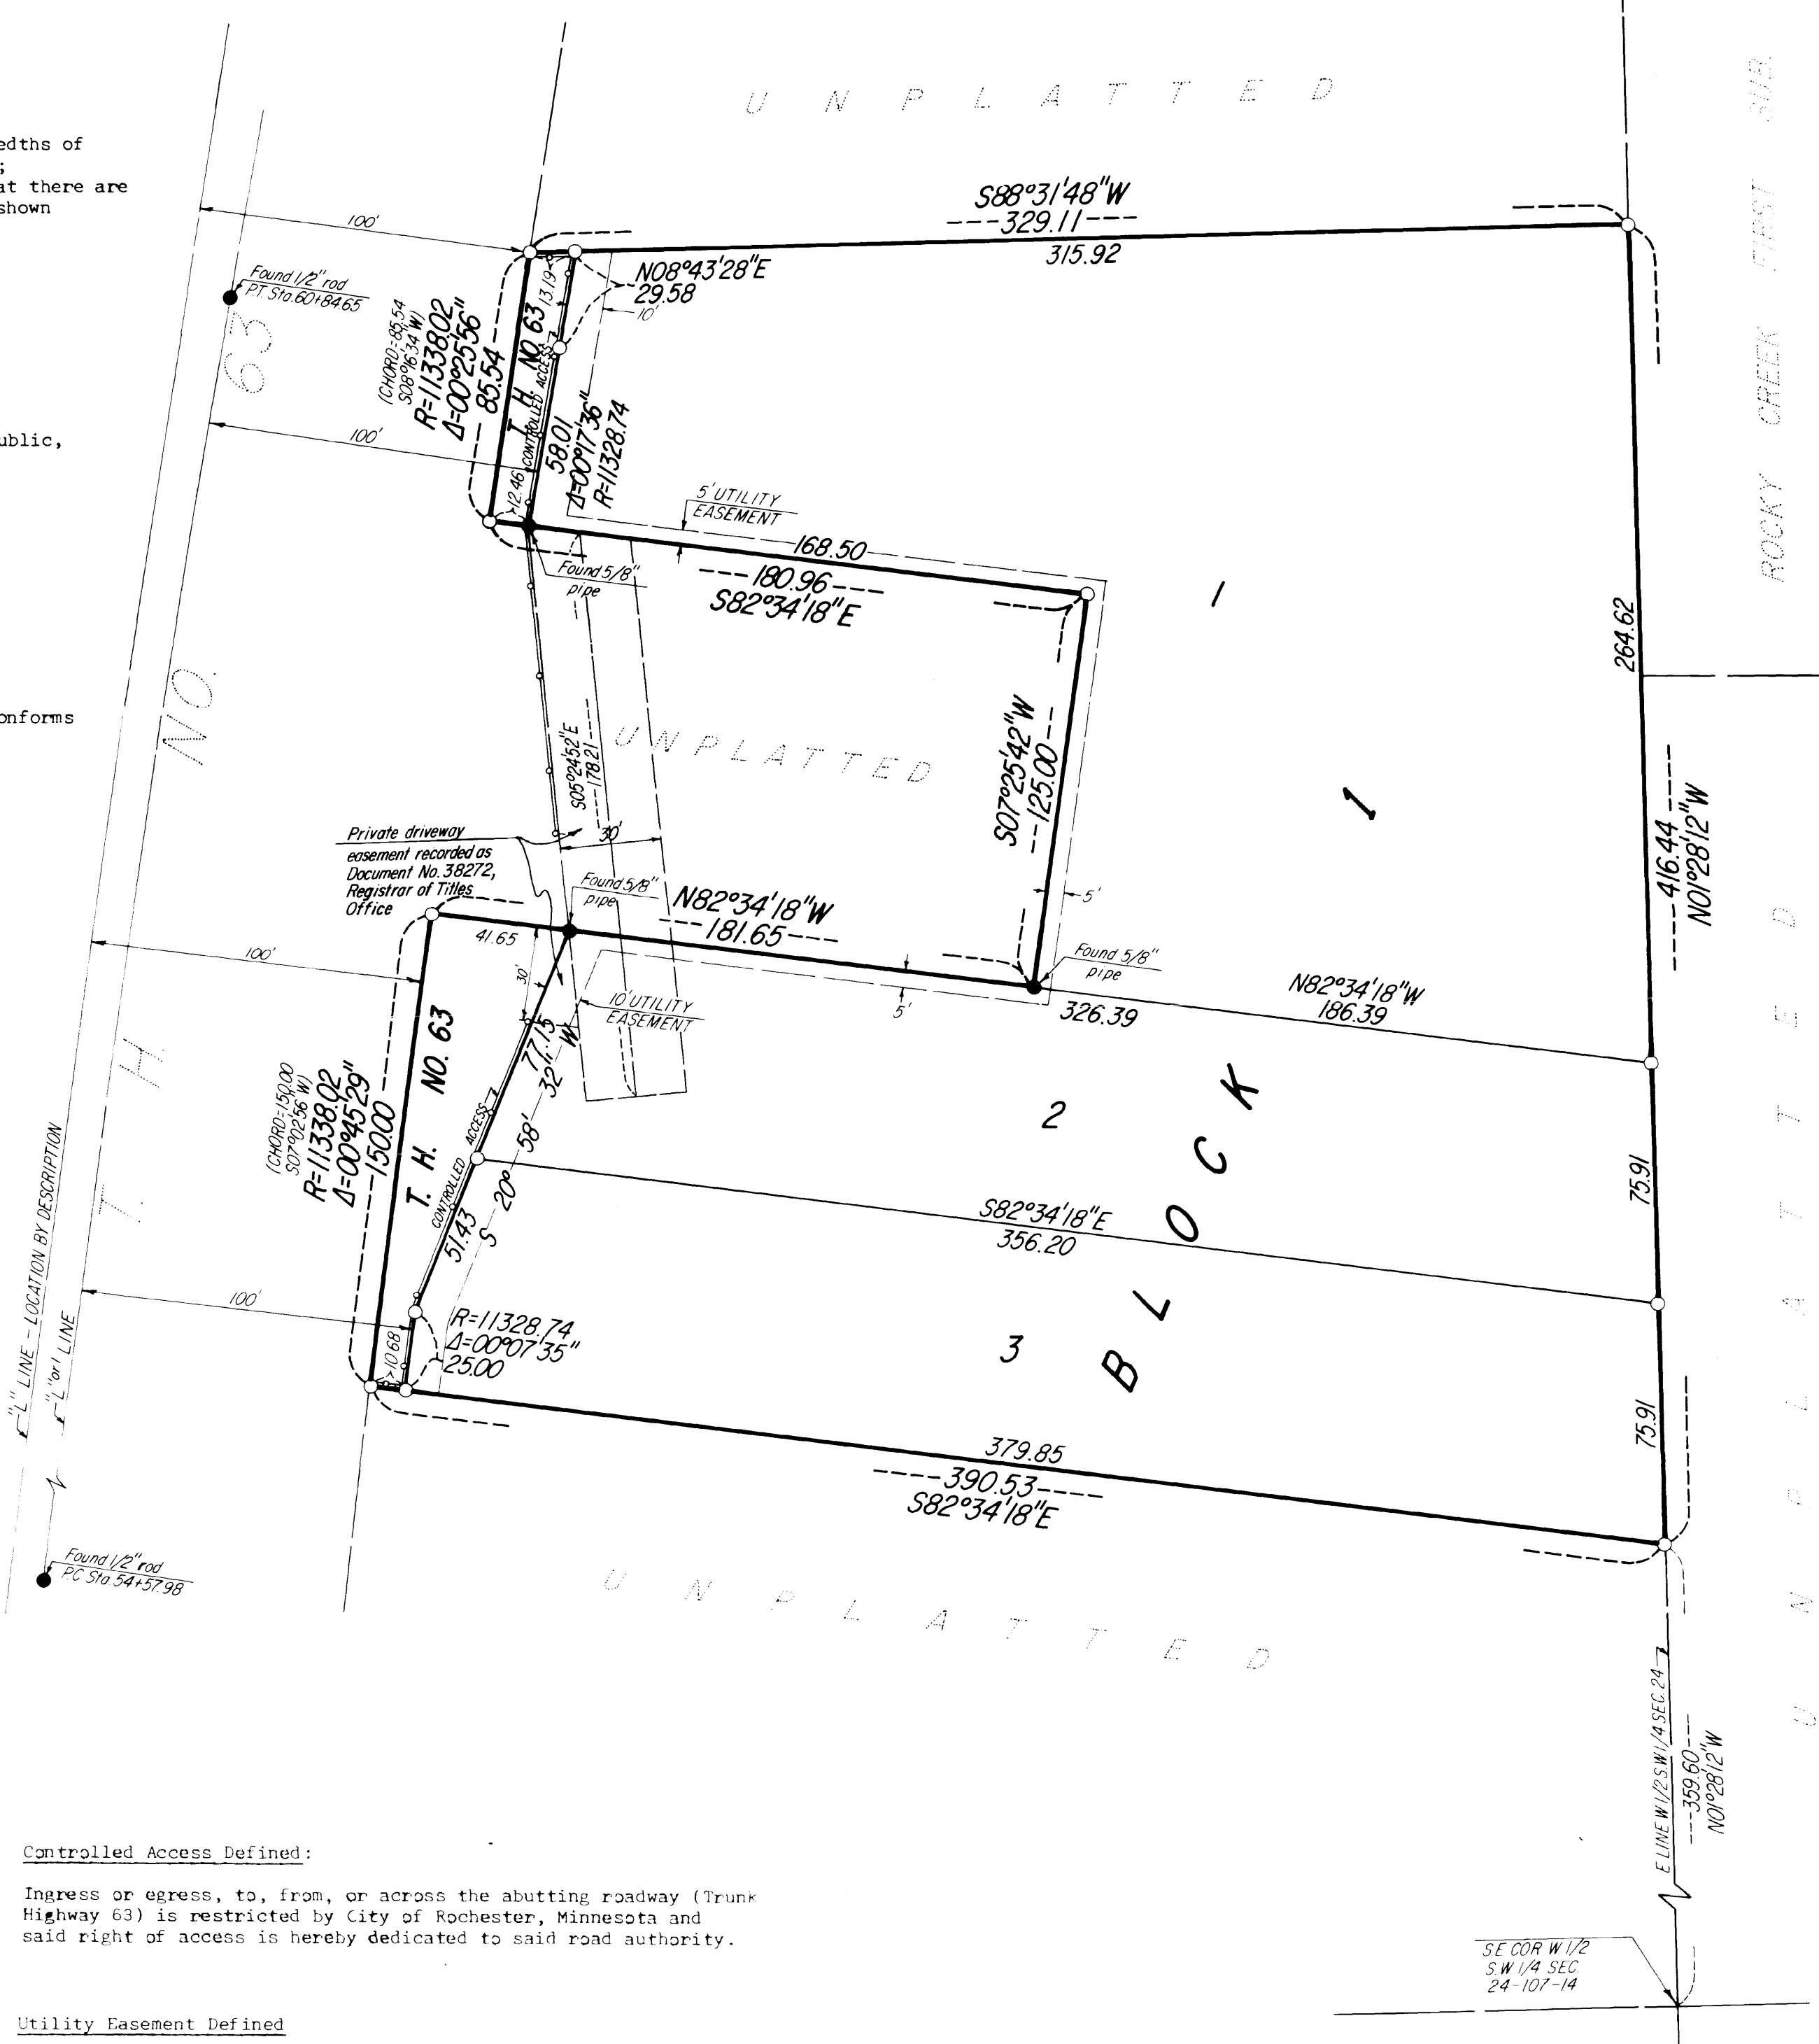 edths of
;
at there are
shown
ublic,
onforms
U N P L A T T E D
ROCKY CREEK FIRST SUB.
S88°31'48"W
329.11
315.92
100'
Found 1/2" rod
P.T. Sta. 60+84.65
N08°43'28"E
29.58
10'
13.19
(CHORD=85.54
S08°16'34"W)
R=11338.02
Δ=00°25'56"
85.54
T. H. NO. 63
CONTROLLED ACCESS
58.01
Δ=00°17'36"
R=11328.74
12.46
100'
5' UTILITY
EASEMENT
168.50
180.96
S82°34'18"E
Found 5/8"
pipe
1
264.62
T. H. NO. 63
UNPLATTED
S05°24'52"E
178.21
30'
S07°25'42"W
125.00
5'
1
416.44
N01°28'12"W
Private driveway
easement recorded as
Document No. 38272,
Registrar of Titles
Office
Found 5/8"
pipe
N82°34'18"W
181.65
41.65
30'
100'
Found 5/8"
pipe
5'
326.39
N82°34'18"W
186.39
10' UTILITY
EASEMENT
T. H. NO. 63
(CHORD=150.00
S07°02'56"W)
R=11338.02
Δ=00°45'29"
150.00
CONTROLLED ACCESS
77.15
51.43
S 20° 58' 32" W
2
BLOCK
75.91
S82°34'18"E
356.20
100'
10.68
R=11328.74
Δ=00°07'35"
25.00
3
75.91
379.85
390.53
S82°34'18"E
"L" LINE - LOCATION BY DESCRIPTION
"L" or 1 LINE
Found 1/2" rod
P.C. Sta. 54+57.98
U N P L A T T E D
U N P L A T T E D
E LINE W 1/2 S.W 1/4 SEC. 24
359.60
N01°28'12"W
SE COR W 1/2
S.W 1/4 SEC.
24-107-14
Controlled Access Defined:
Ingress or egress, to, from, or across the abutting roadway (Trunk
Highway 63) is restricted by City of Rochester, Minnesota and
said right of access is hereby dedicated to said road authority.
Utility Easement Defined